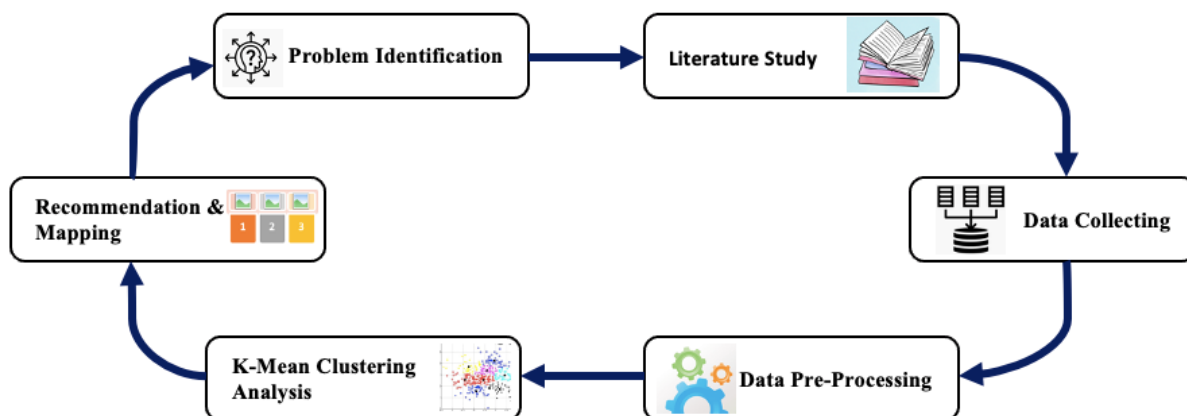 Problem Identification
Literature Study
Data Collecting
Data Pre-Processing
K-Mean Clustering
Analysis
Recommendation &
Mapping
1 2 3